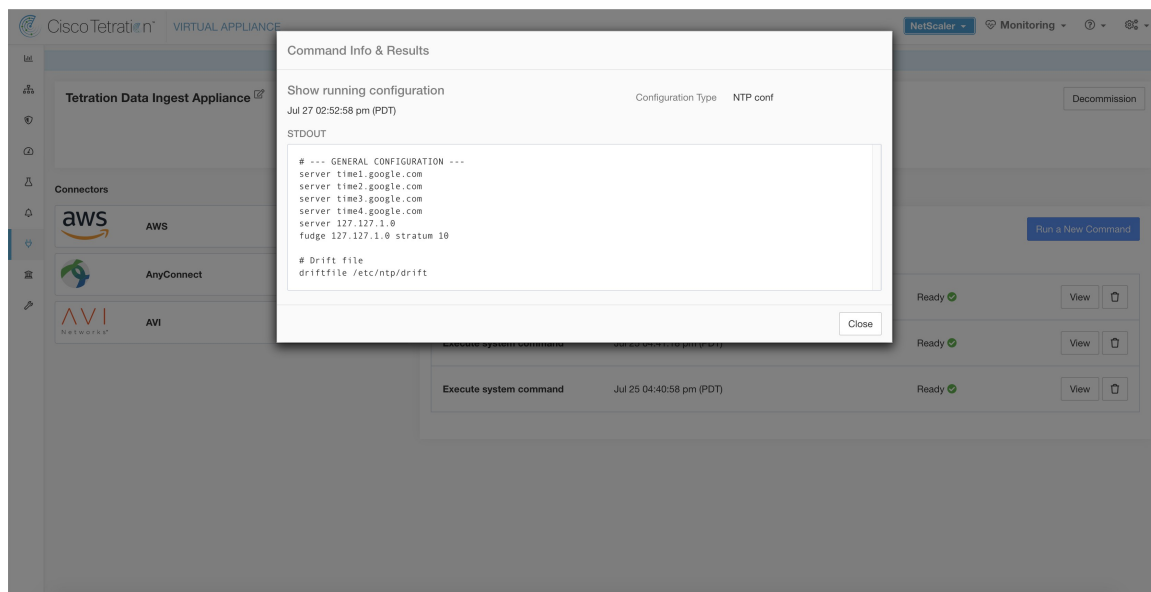 Cisco Tetration™ VIRTUAL APPLIANCE
NetScaler
Monitoring
Command Info & Results
Show running configuration
Configuration Type NTP conf
Jul 27 02:52:58 pm (PDT)
STDOUT
# --- GENERAL CONFIGURATION ---
server time1.google.com
server time2.google.com
server time3.google.com
server time4.google.com
server 127.127.1.0
fudge 127.127.1.0 stratum 10
# Drift file
driftfile /etc/ntp/drift
Close
Tetration Data Ingest Appliance
Decommission
Connectors
aws AWS
Run a New Command
AnyConnect
AVI Networks AVI
Ready View
Execute system command Ready View
Execute system command Jul 25 04:40:58 pm (PDT) Ready View